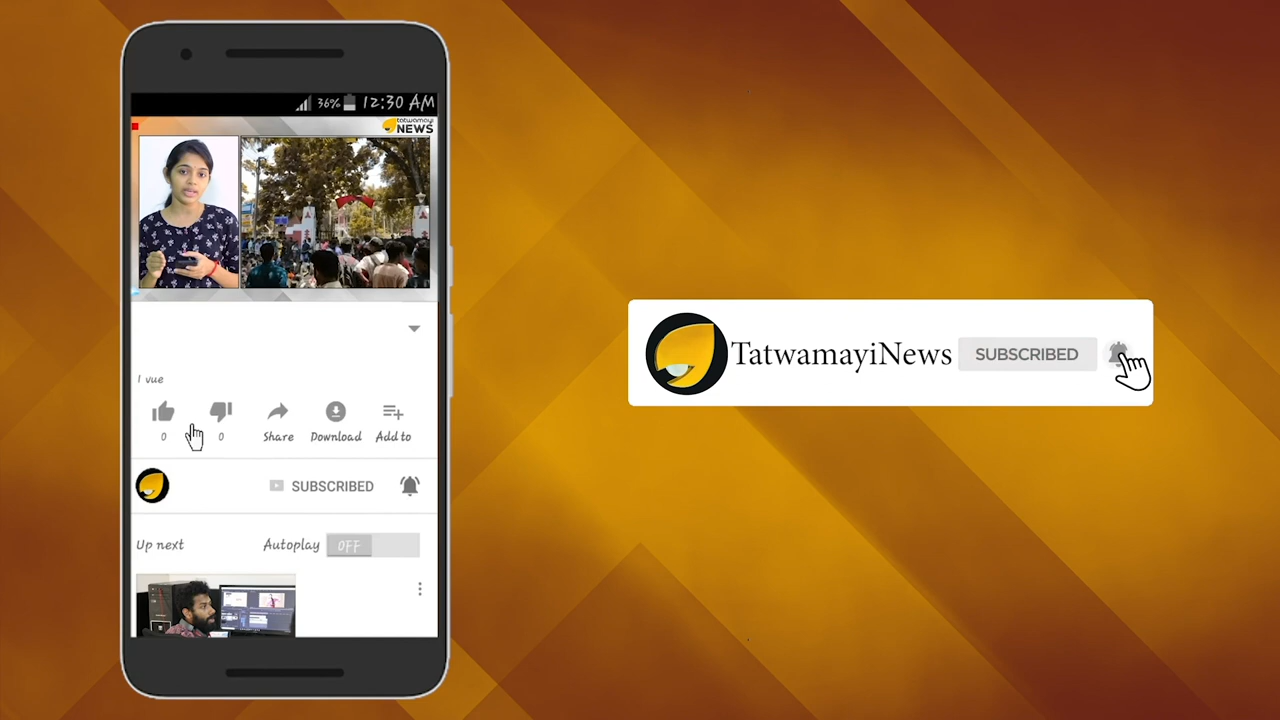 36% 12:30 AM
tatwamayi
NEWS
1 vue
0 0 Share Download Add to
SUBSCRIBED
Up next Autoplay OFF
TatwamayiNews SUBSCRIBED